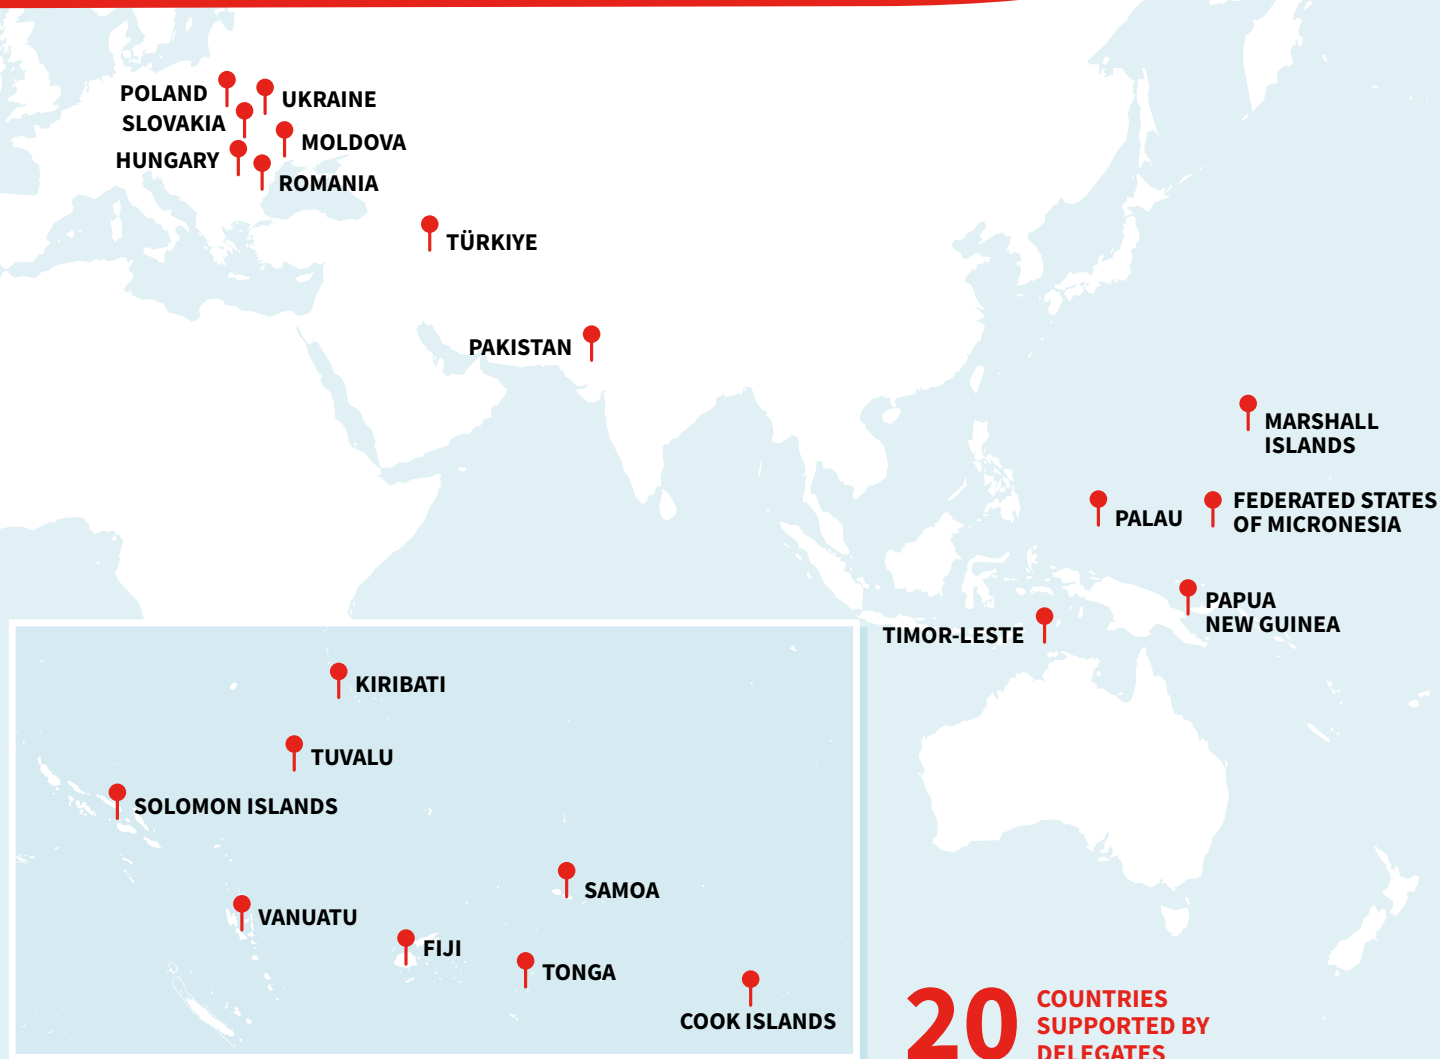 POLAND
UKRAINE
SLOVAKIA
MOLDOVA
HUNGARY
ROMANIA
TÜRKIYE
PAKISTAN
MARSHALL
ISLANDS
PALAU
FEDERATED STATES
OF MICRONESIA
PAPUA
NEW GUINEA
TIMOR-LESTE
KIRIBATI
TUVALU
SOLOMON ISLANDS
SAMOA
VANUATU
FIJI
TONGA
COOK ISLANDS
20
COUNTRIES
SUPPORTED BY
DELEGATES